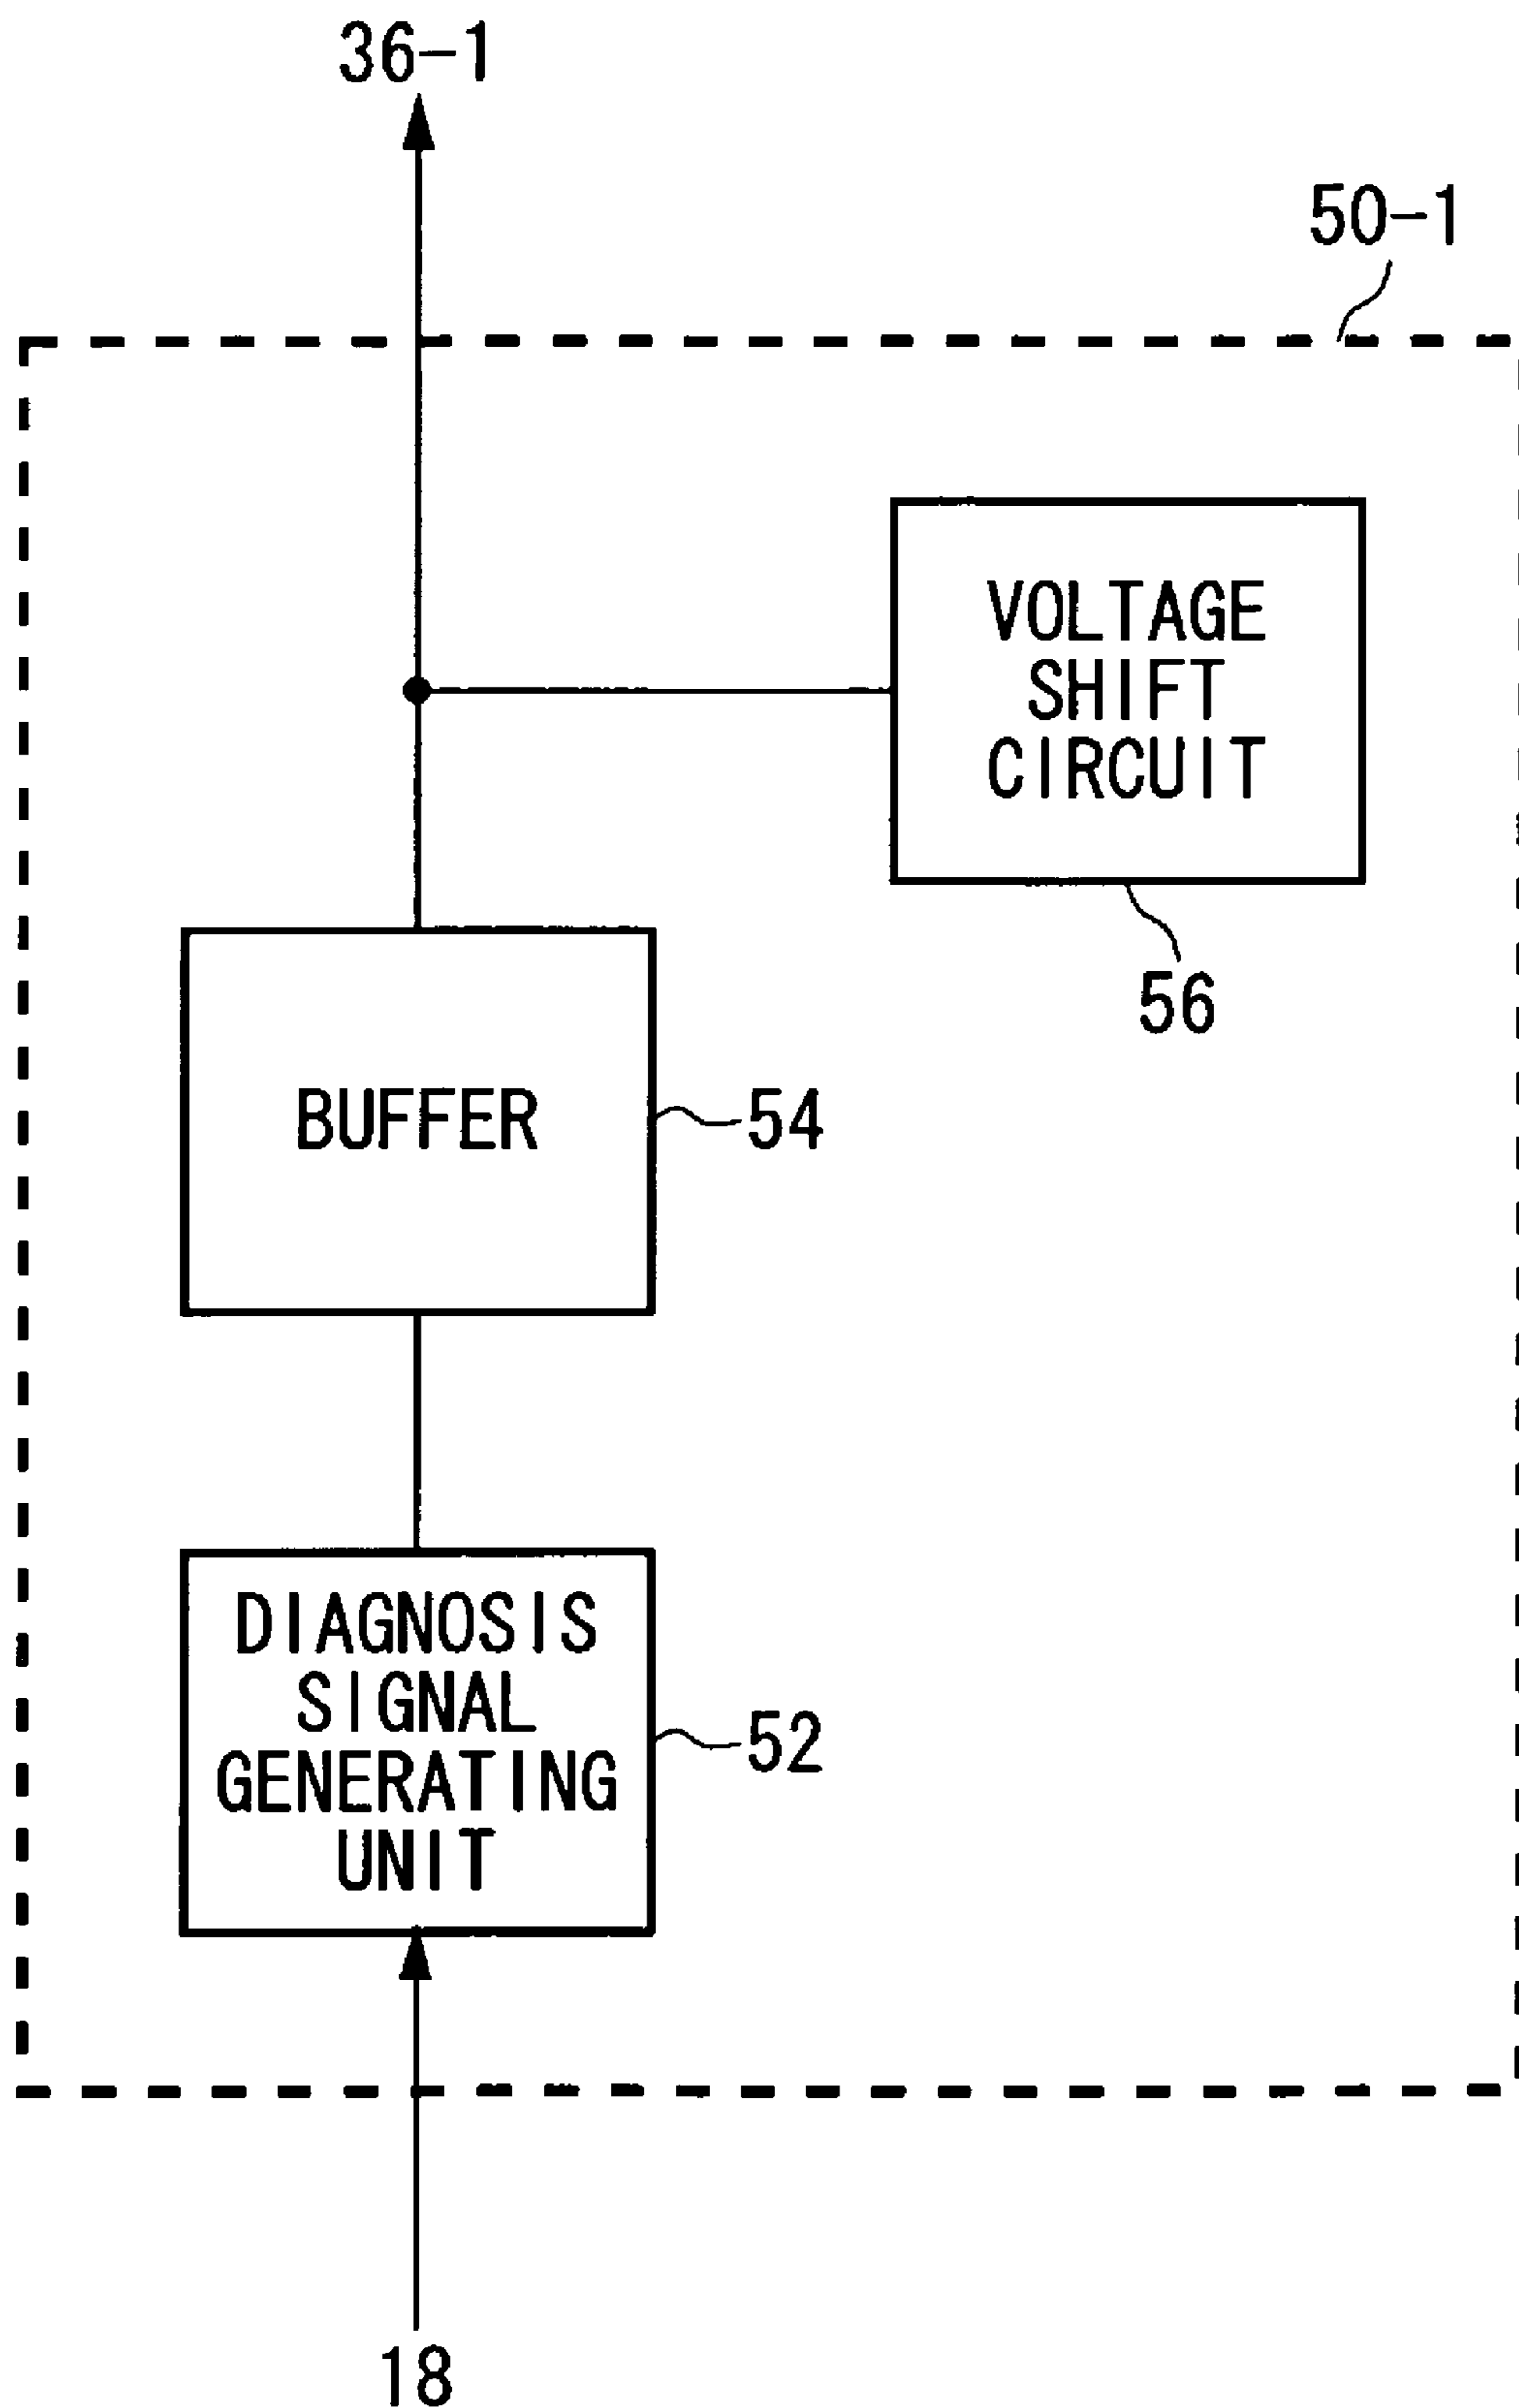 36-1
50-1
VOLTAGE
SHIFT
CIRCUIT
56
BUFFER
54
DIAGNOSIS
SIGNAL
GENERATING
UNIT
52
18